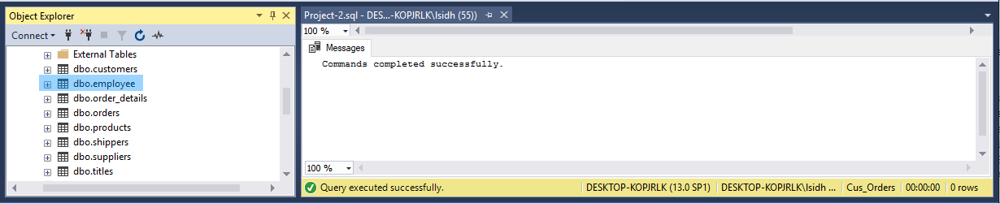 Object Explorer
Connect
External Tables
dbo.customers
dbo.employee
dbo.order_details
dbo.orders
dbo.products
dbo.shippers
dbo.suppliers
dbo.titles
Project-2.sql - DES...-KOPJRLK\lsidh (55))
100 %
Messages
Commands completed successfully.
100 %
Query executed successfully.
DESKTOP-KOPJRLK (13.0 SP1)
DESKTOP-KOPJRLK\lsidh ...
Cus_Orders
00:00:00
0 rows